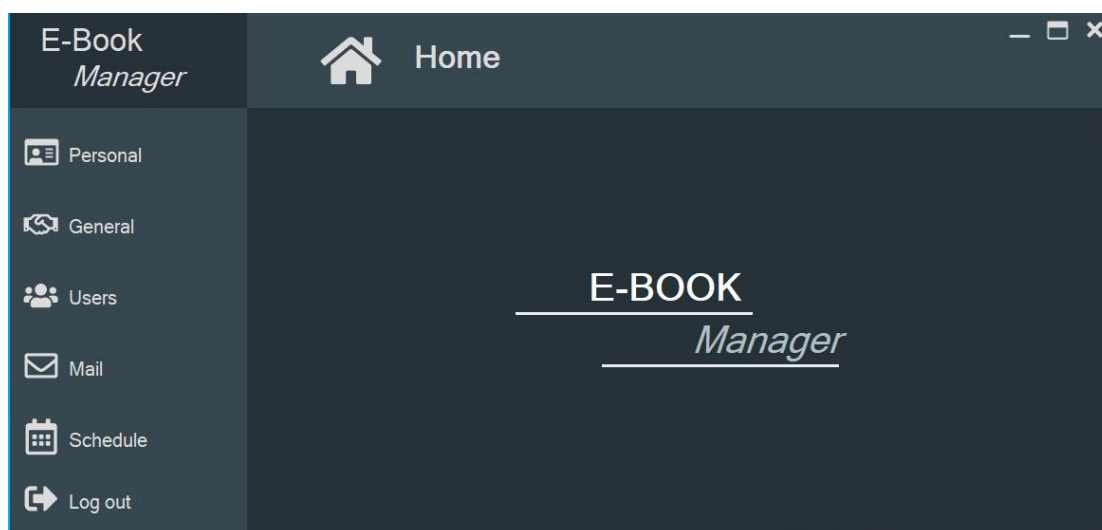 E-Book
Manager
Home
Personal
General
Users
Mail
Schedule
Log out
E-BOOK
Manager